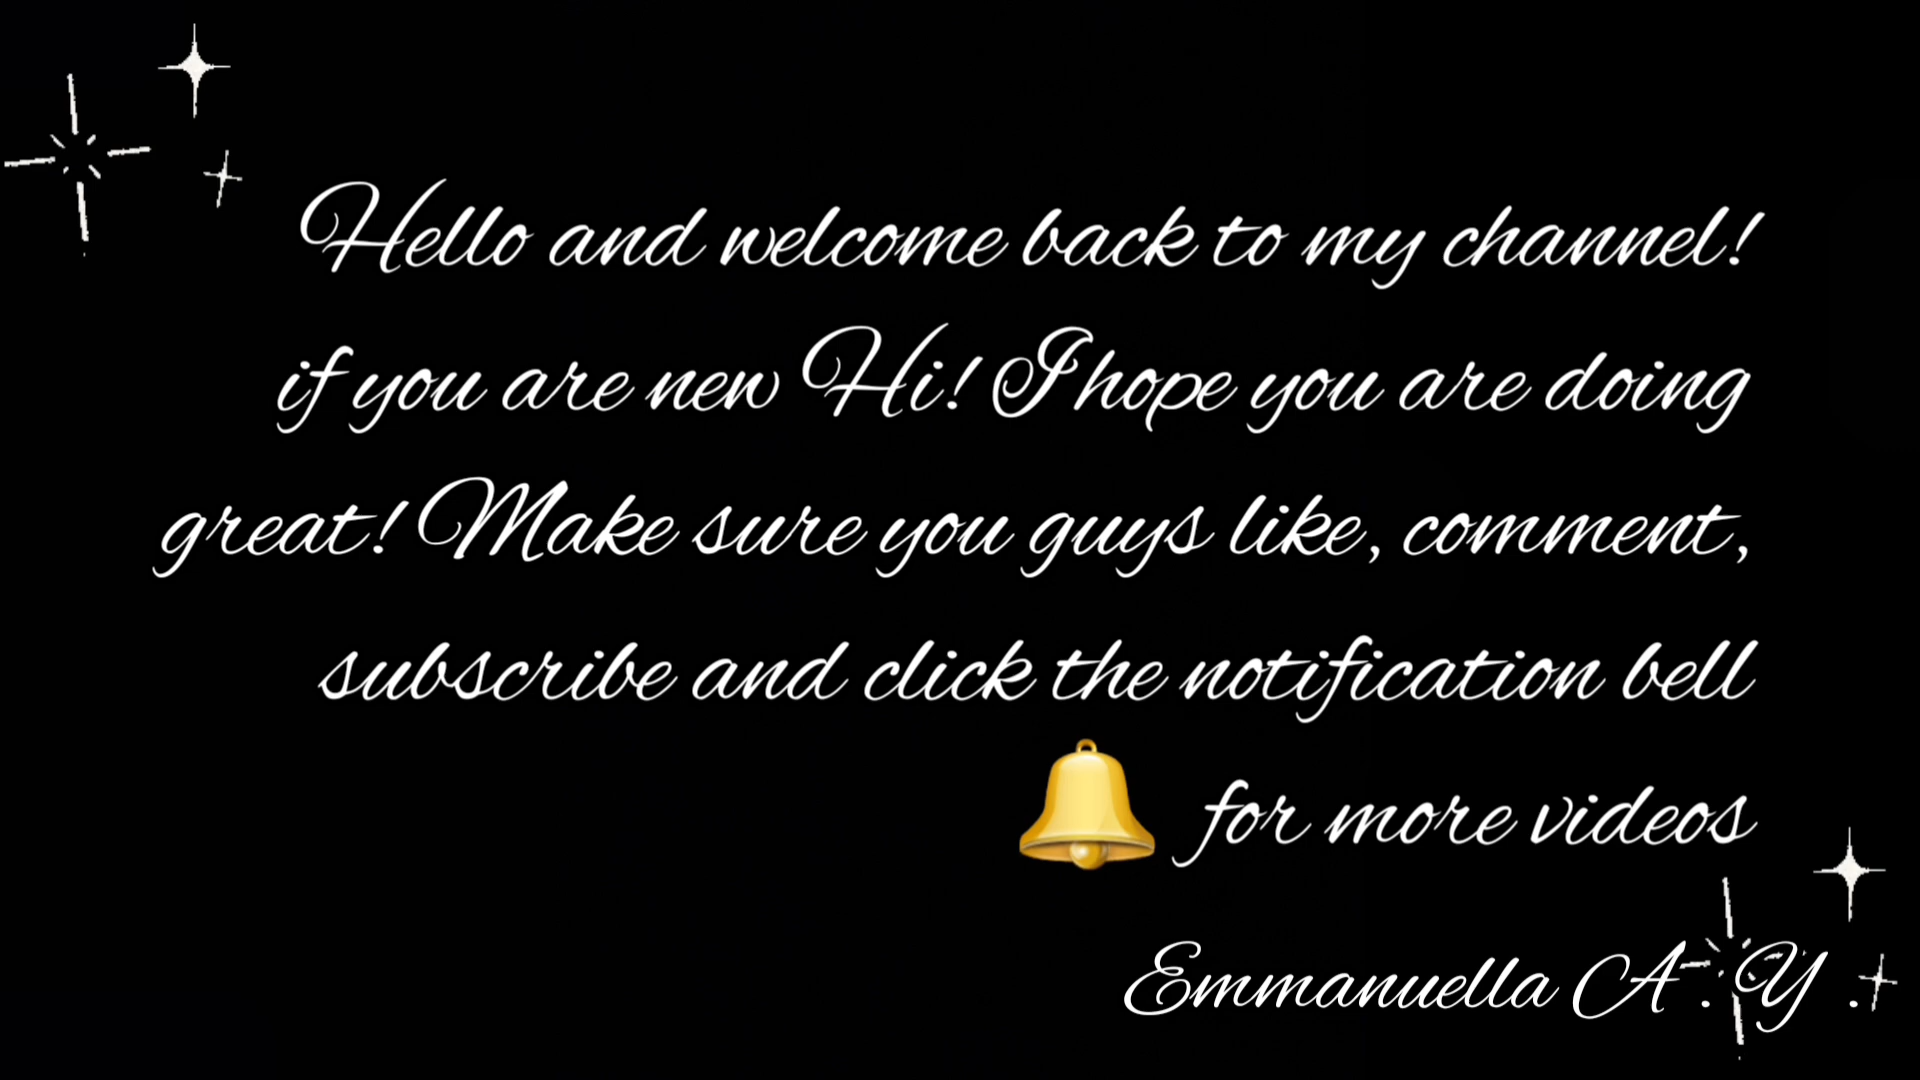 Hello and welcome back to my channel!
if you are new Hi! I hope you are doing
great! Make sure you guys like, comment,
subscribe and click the notification bell
🔔 for more videos
Emmanuella A . Y .